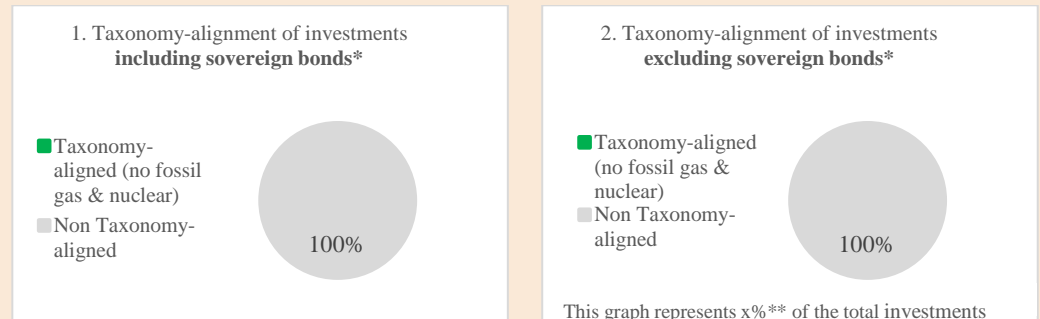 1. Taxonomy-alignment of investments
including sovereign bonds*
Taxonomy-
aligned (no fossil
gas & nuclear)
Non Taxonomy-
aligned
100%
2. Taxonomy-alignment of investments
excluding sovereign bonds*
Taxonomy-aligned
(no fossil gas &
nuclear)
Non Taxonomy-
aligned
100%
This graph represents x%** of the total investments